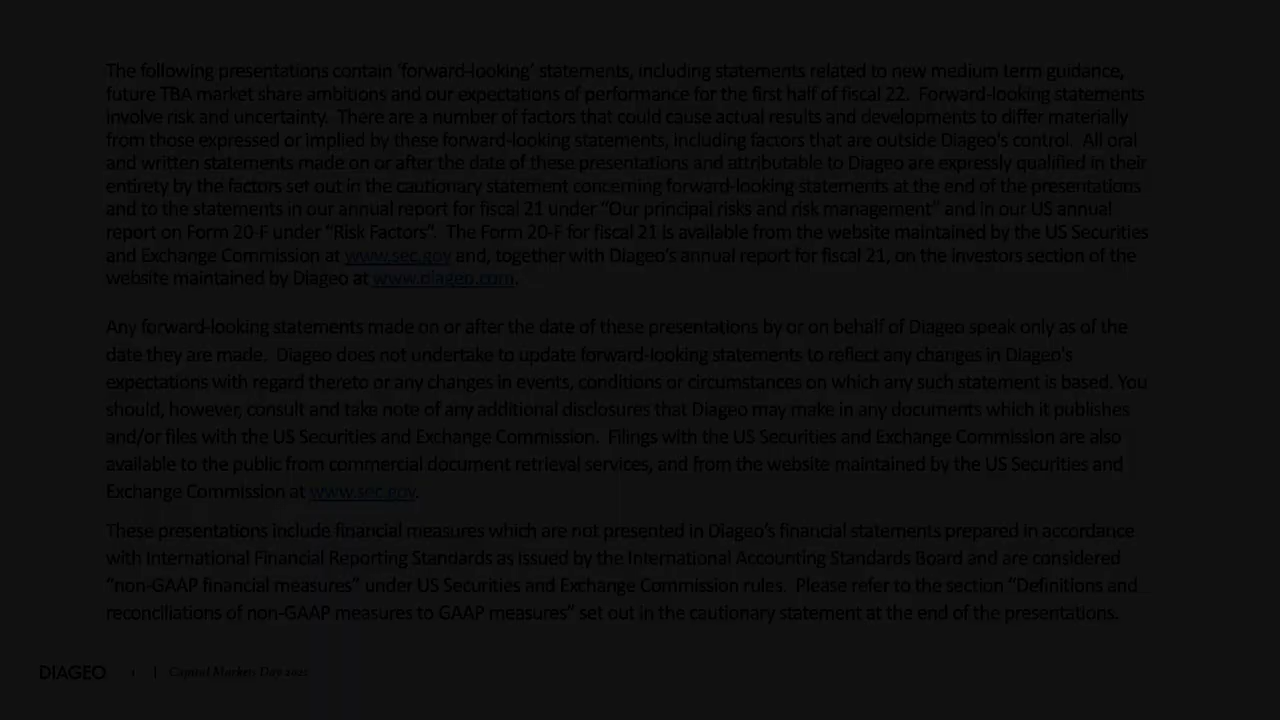 The following presentations contain ‘forward-looking’ statements, including statements related to new medium term guidance,
future TBA market share ambitions and our expectations of performance for the first half of fiscal 22.  Forward-looking statements
involve risk and uncertainty.  There are a number of factors that could cause actual results and developments to differ materially
from those expressed or implied by these forward-looking statements, including factors that are outside Diageo's control.  All oral
and written statements made on or after the date of these presentations and attributable to Diageo are expressly qualified in their
entirety by the factors set out in the cautionary statement concerning forward-looking statements at the end of the presentations
and to the statements in our annual report for fiscal 21 under “Our principal risks and risk management” and in our US annual
report on Form 20-F under “Risk Factors”.  The Form 20-F for fiscal 21 is available from the website maintained by the US Securities
and Exchange Commission at www.sec.gov and, together with Diageo's annual report for fiscal 21, on the investors section of the
website maintained by Diageo at www.diageo.com.
Any forward-looking statements made on or after the date of these presentations by or on behalf of Diageo speak only as of the
date they are made.  Diageo does not undertake to update forward-looking statements to reflect any changes in Diageo's
expectations with regard thereto or any changes in events, conditions or circumstances on which any such statement is based. You
should, however, consult and take note of any additional disclosures that Diageo may make in any documents which it publishes
and/or files with the US Securities and Exchange Commission.  Filings with the US Securities and Exchange Commission are also
available to the public from commercial document retrieval services, and from the website maintained by the US Securities and
Exchange Commission at www.sec.gov.
These presentations include financial measures which are not presented in Diageo’s financial statements prepared in accordance
with International Financial Reporting Standards as issued by the International Accounting Standards Board and are considered
“non-GAAP financial measures” under US Securities and Exchange Commission rules.  Please refer to the section “Definitions and
reconciliations of non-GAAP measures to GAAP measures” set out in the cautionary statement at the end of the presentations.
DIAGEO 1 | Capital Markets Day 2021